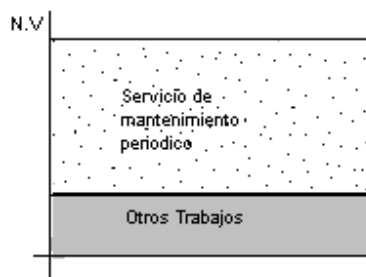 N.V
Servicio de
mantenimiento
periodico
Otros Trabajos